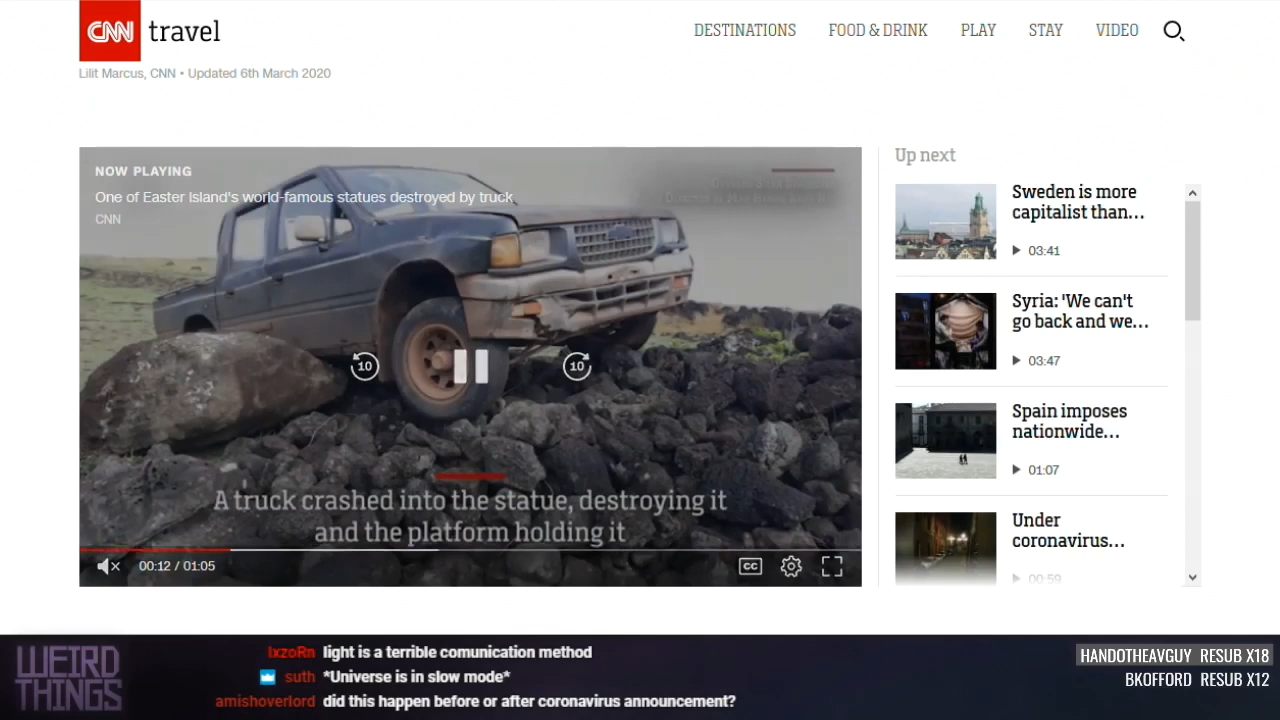 CNN travel
DESTINATIONS FOOD & DRINK PLAY STAY VIDEO
Lilit Marcus, CNN • Updated 6th March 2020
NOW PLAYING
One of Easter Island's world-famous statues destroyed by truck
CNN
10
10
A truck crashed into the statue, destroying it
and the platform holding it
00:12 / 01:05
CC
Up next
Sweden is more
capitalist than...
03:41
Syria: 'We can't
go back and we...
03:47
Spain imposes
nationwide...
01:07
Under
coronavirus...
00:59
WEIRD
THINGS
lxzoRn light is a terrible comunication method
suth *Universe is in slow mode*
amishoverlord did this happen before or after coronavirus announcement?
HANDOTHEAVGUY RESUB X18
BKOFFORD RESUB X12